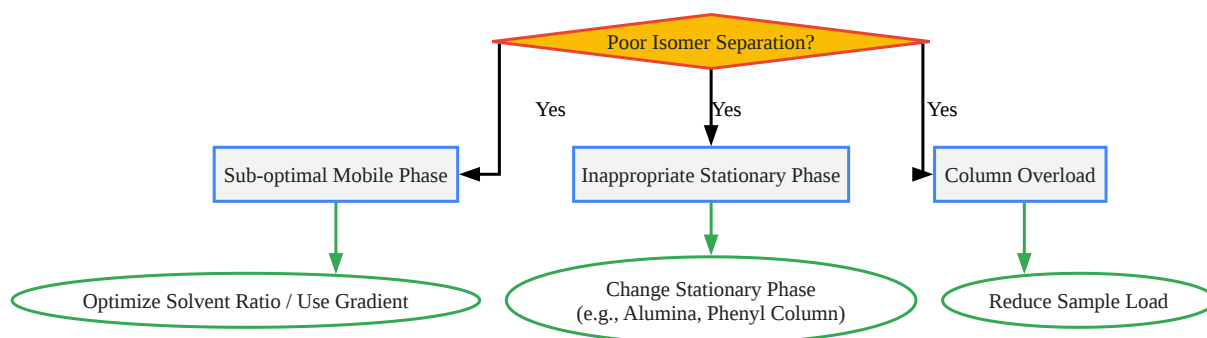 Poor Isomer Separation?
Yes
Yes
Yes
Sub-optimal Mobile Phase
Inappropriate Stationary Phase
Column Overload
Optimize Solvent Ratio / Use Gradient
Change Stationary Phase
(e.g., Alumina, Phenyl Column)
Reduce Sample Load